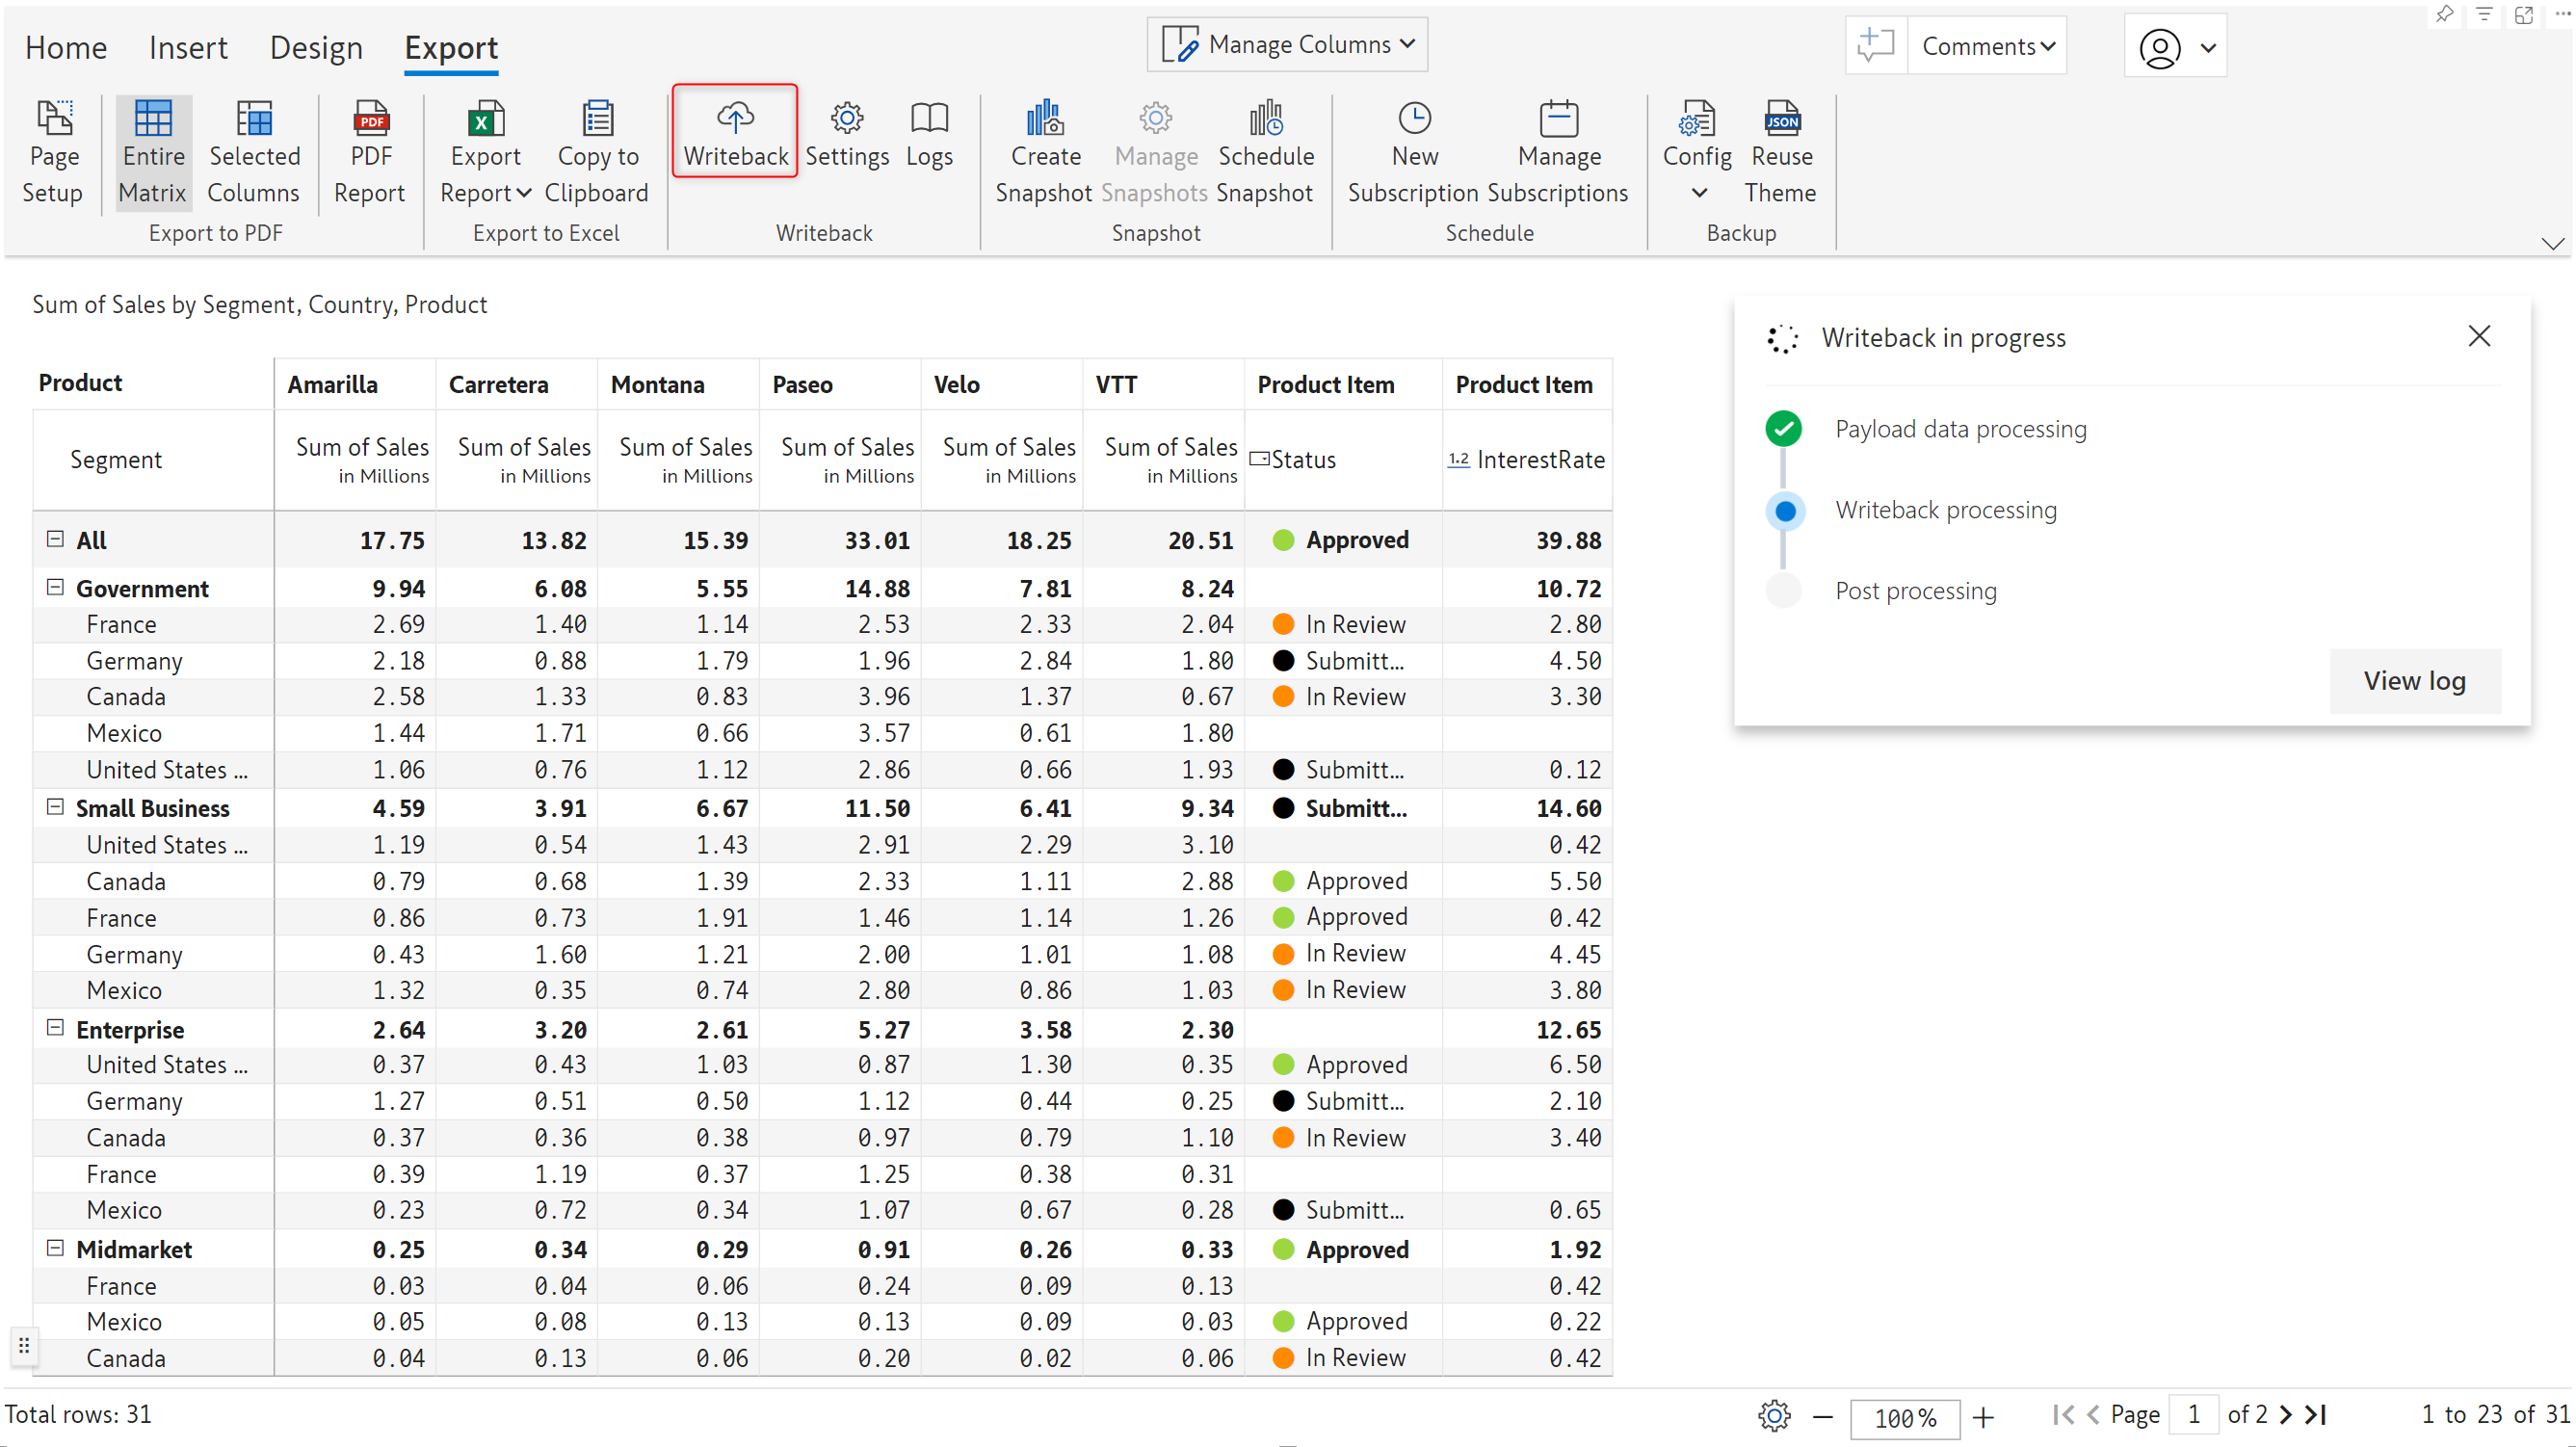 Home Insert Design Export
Manage Columns
Comments
Page Setup
Entire Matrix
Selected Columns
PDF
PDF Report
Export to PDF
X
Export Report
Copy to Clipboard
Export to Excel
Writeback Settings Logs
Writeback
Create Snapshot
Manage Snapshots
Schedule Snapshot
Snapshot
New Subscription
Manage Subscriptions
Schedule
Config
JSON
Reuse Theme
Backup
Sum of Sales by Segment, Country, Product
Product Amarilla Carretera Montana Paseo Velo VTT Product Item Product Item
Segment Sum of Sales in Millions Sum of Sales in Millions Sum of Sales in Millions Sum of Sales in Millions Sum of Sales in Millions Sum of Sales in Millions Status 1.2 InterestRate
All 17.75 13.82 15.39 33.01 18.25 20.51 Approved 39.88
Government 9.94 6.08 5.55 14.88 7.81 8.24 10.72
France 2.69 1.40 1.14 2.53 2.33 2.04 In Review 2.80
Germany 2.18 0.88 1.79 1.96 2.84 1.80 Submitt... 4.50
Canada 2.58 1.33 0.83 3.96 1.37 0.67 In Review 3.30
Mexico 1.44 1.71 0.66 3.57 0.61 1.80
United States ... 1.06 0.76 1.12 2.86 0.66 1.93 Submitt... 0.12
Small Business 4.59 3.91 6.67 11.50 6.41 9.34 Submitt... 14.60
United States ... 1.19 0.54 1.43 2.91 2.29 3.10 0.42
Canada 0.79 0.68 1.39 2.33 1.11 2.88 Approved 5.50
France 0.86 0.73 1.91 1.46 1.14 1.26 Approved 0.42
Germany 0.43 1.60 1.21 2.00 1.01 1.08 In Review 4.45
Mexico 1.32 0.35 0.74 2.80 0.86 1.03 In Review 3.80
Enterprise 2.64 3.20 2.61 5.27 3.58 2.30 12.65
United States ... 0.37 0.43 1.03 0.87 1.30 0.35 Approved 6.50
Germany 1.27 0.51 0.50 1.12 0.44 0.25 Submitt... 2.10
Canada 0.37 0.36 0.38 0.97 0.79 1.10 In Review 3.40
France 0.39 1.19 0.37 1.25 0.38 0.31
Mexico 0.23 0.72 0.34 1.07 0.67 0.28 Submitt... 0.65
Midmarket 0.25 0.34 0.29 0.91 0.26 0.33 Approved 1.92
France 0.03 0.04 0.06 0.24 0.09 0.13 0.42
Mexico 0.05 0.08 0.13 0.13 0.09 0.03 Approved 0.22
Canada 0.04 0.13 0.06 0.20 0.02 0.06 In Review 0.42
Writeback in progress
Payload data processing
Writeback processing
Post processing
View log
Total rows: 31
100%
Page 1 of 2
1 to 23 of 31